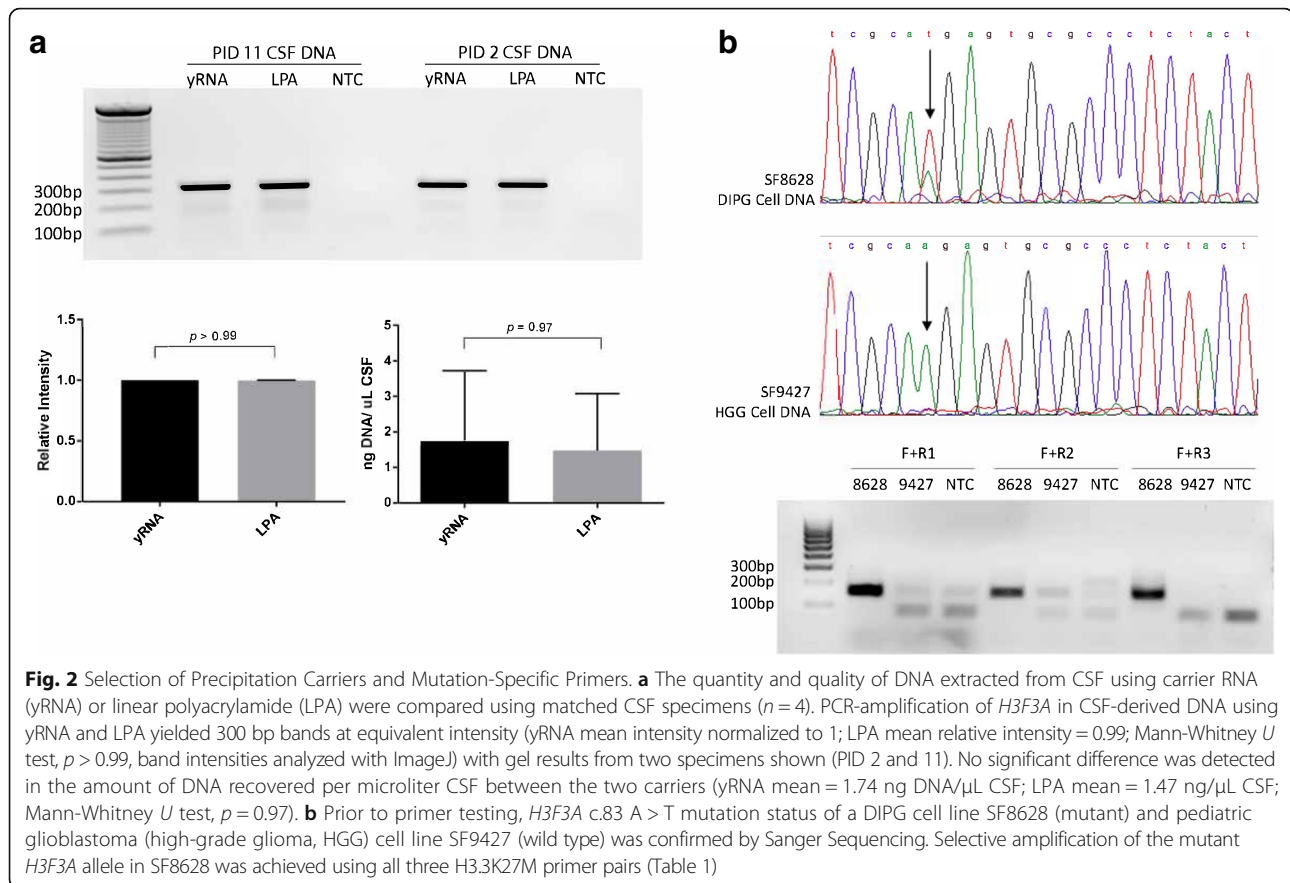 a
PID 11 CSF DNA PID 2 CSF DNA
yRNA LPA NTC yRNA LPA NTC
300bp
200bp
100bp
1.5
1.0
0.5
0.0
Relative Intensity
p > 0.99
yRNA LPA
5
4
3
2
1
0
ng DNA/ uL CSF
p = 0.97
yRNA LPA
b
t c g c a t g a g t g c g c c c t c t a c t
SF8628
DIPG Cell DNA
t c g c a a g a g t g c g c c c t c t a c t
SF9427
HGG Cell DNA
F+R1 F+R2 F+R3
8628 9427 NTC 8628 9427 NTC 8628 9427 NTC
300bp
200bp
100bp
Fig. 2 Selection of Precipitation Carriers and Mutation-Specific Primers. a The quantity and quality of DNA extracted from CSF using carrier RNA
(yRNA) or linear polyacrylamide (LPA) were compared using matched CSF specimens (n = 4). PCR-amplification of H3F3A in CSF-derived DNA using
yRNA and LPA yielded 300 bp bands at equivalent intensity (yRNA mean intensity normalized to 1; LPA mean relative intensity = 0.99; Mann-Whitney U
test, p > 0.99, band intensities analyzed with ImageJ) with gel results from two specimens shown (PID 2 and 11). No significant difference was detected
in the amount of DNA recovered per microliter CSF between the two carriers (yRNA mean = 1.74 ng DNA/μL CSF; LPA mean = 1.47 ng/μL CSF;
Mann-Whitney U test, p = 0.97). b Prior to primer testing, H3F3A c.83 A > T mutation status of a DIPG cell line SF8628 (mutant) and pediatric
glioblastoma (high-grade glioma, HGG) cell line SF9427 (wild type) was confirmed by Sanger Sequencing. Selective amplification of the mutant
H3F3A allele in SF8628 was achieved using all three H3.3K27M primer pairs (Table 1)